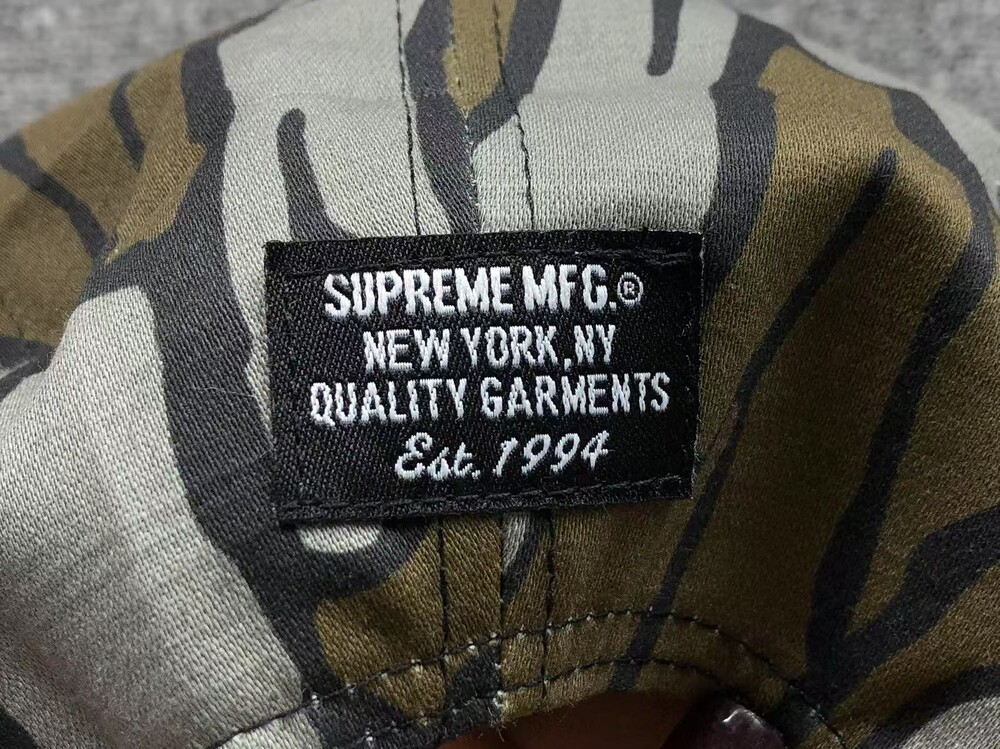 SUPREME MFG.®
NEW YORK,NY
QUALITY GARMENTS
Est. 1994